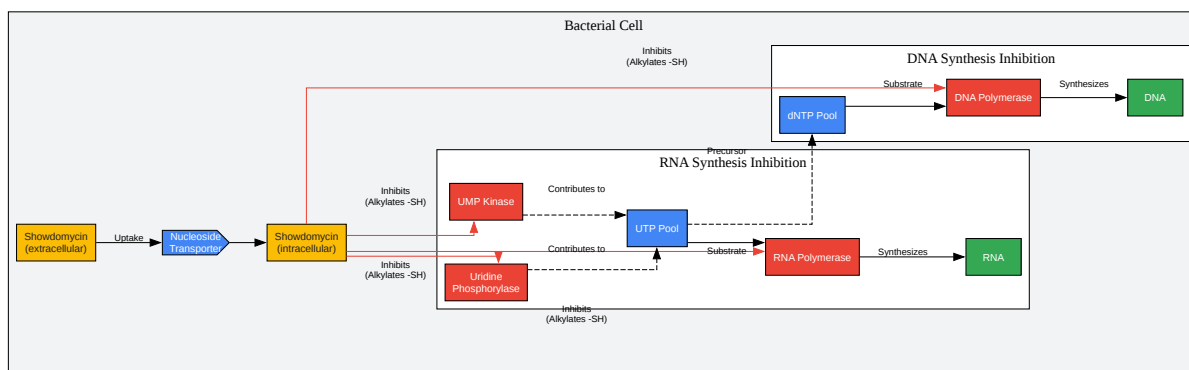 Bacterial Cell
Inhibits
(Alkylates -SH)
DNA Synthesis Inhibition
Substrate
DNA Polymerase
Synthesizes
DNA
dNTP Pool
Precursor
RNA Synthesis Inhibition
Inhibits
(Alkylates -SH)
UMP Kinase
Contributes to
UTP Pool
Showdomycin
(extracellular)
Uptake
Nucleoside
Transporter
Showdomycin
(intracellular)
Contributes to
Substrate
RNA Polymerase
Synthesizes
RNA
Inhibits
(Alkylates -SH)
Uridine
Phosphorylase
Inhibits
(Alkylates -SH)